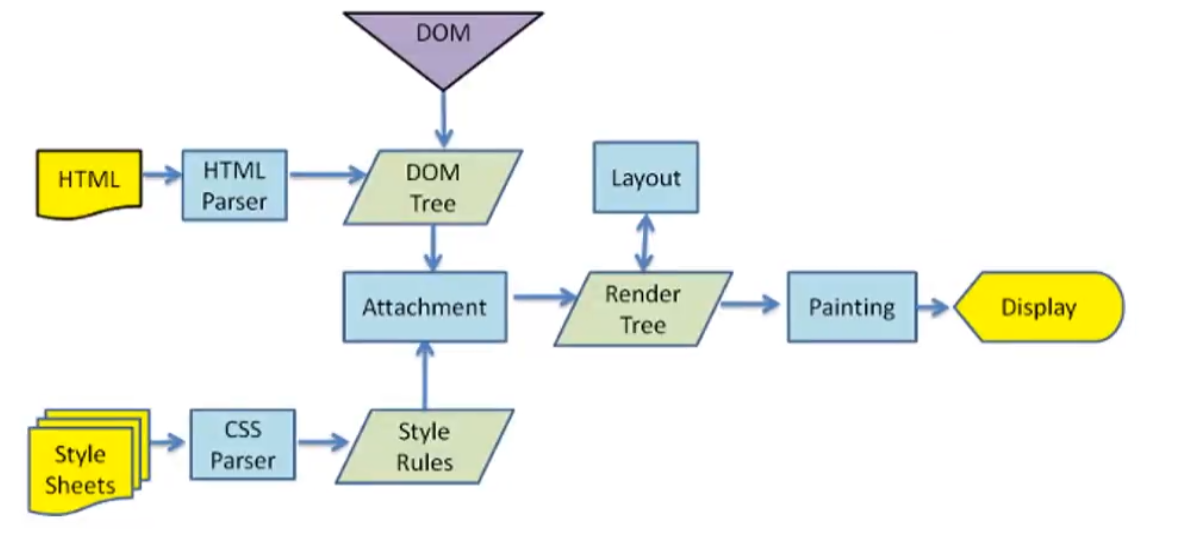 DOM
HTML
HTML
Parser
DOM
Tree
Layout
Attachment
Render
Tree
Painting
Display
Style
Sheets
CSS
Parser
Style
Rules